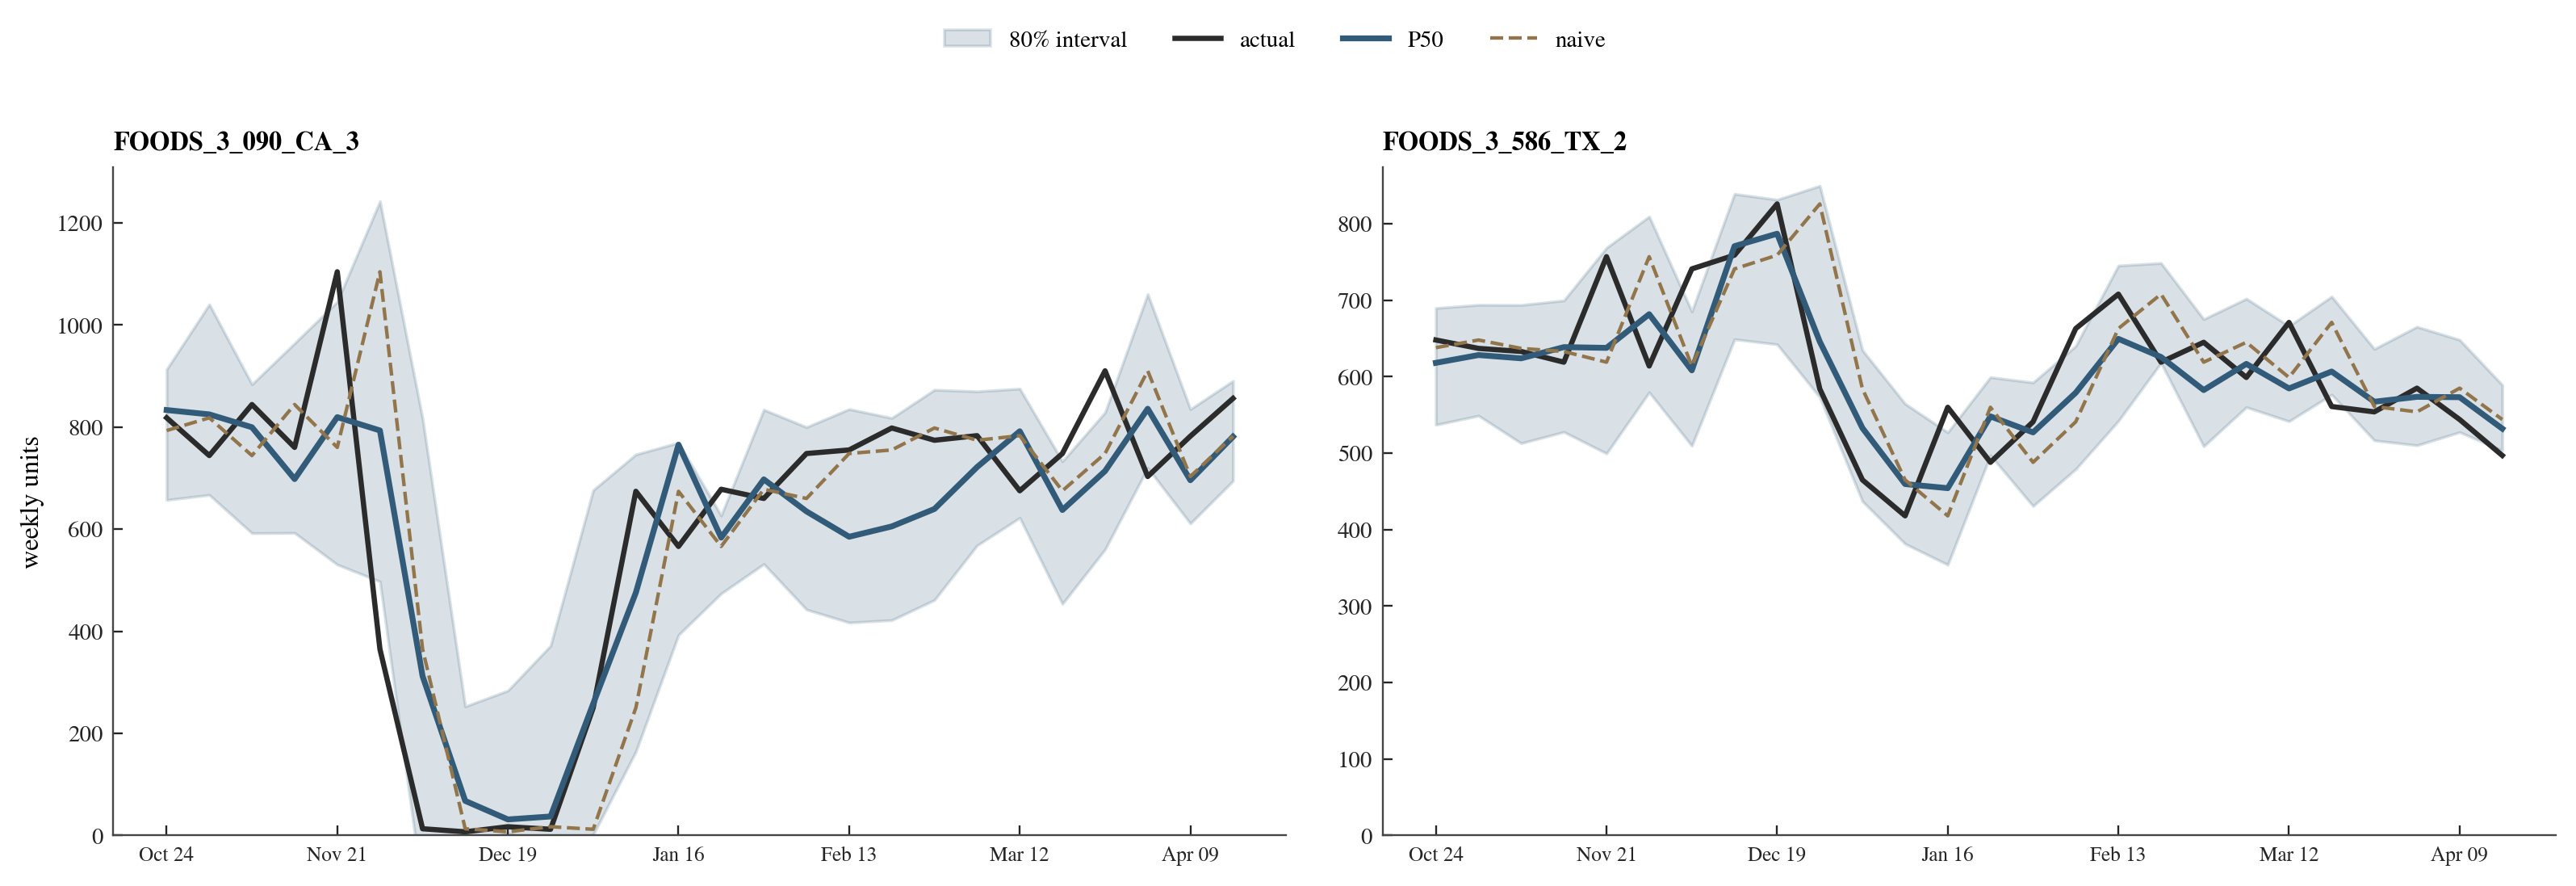 80% interval actual P50 naive
FOODS_3_090_CA_3
weekly units
1200
1000
800
600
400
200
0
Oct 24 Nov 21 Dec 19 Jan 16 Feb 13 Mar 12 Apr 09
FOODS_3_586_TX_2
800
700
600
500
400
300
200
100
0
Oct 24 Nov 21 Dec 19 Jan 16 Feb 13 Mar 12 Apr 09